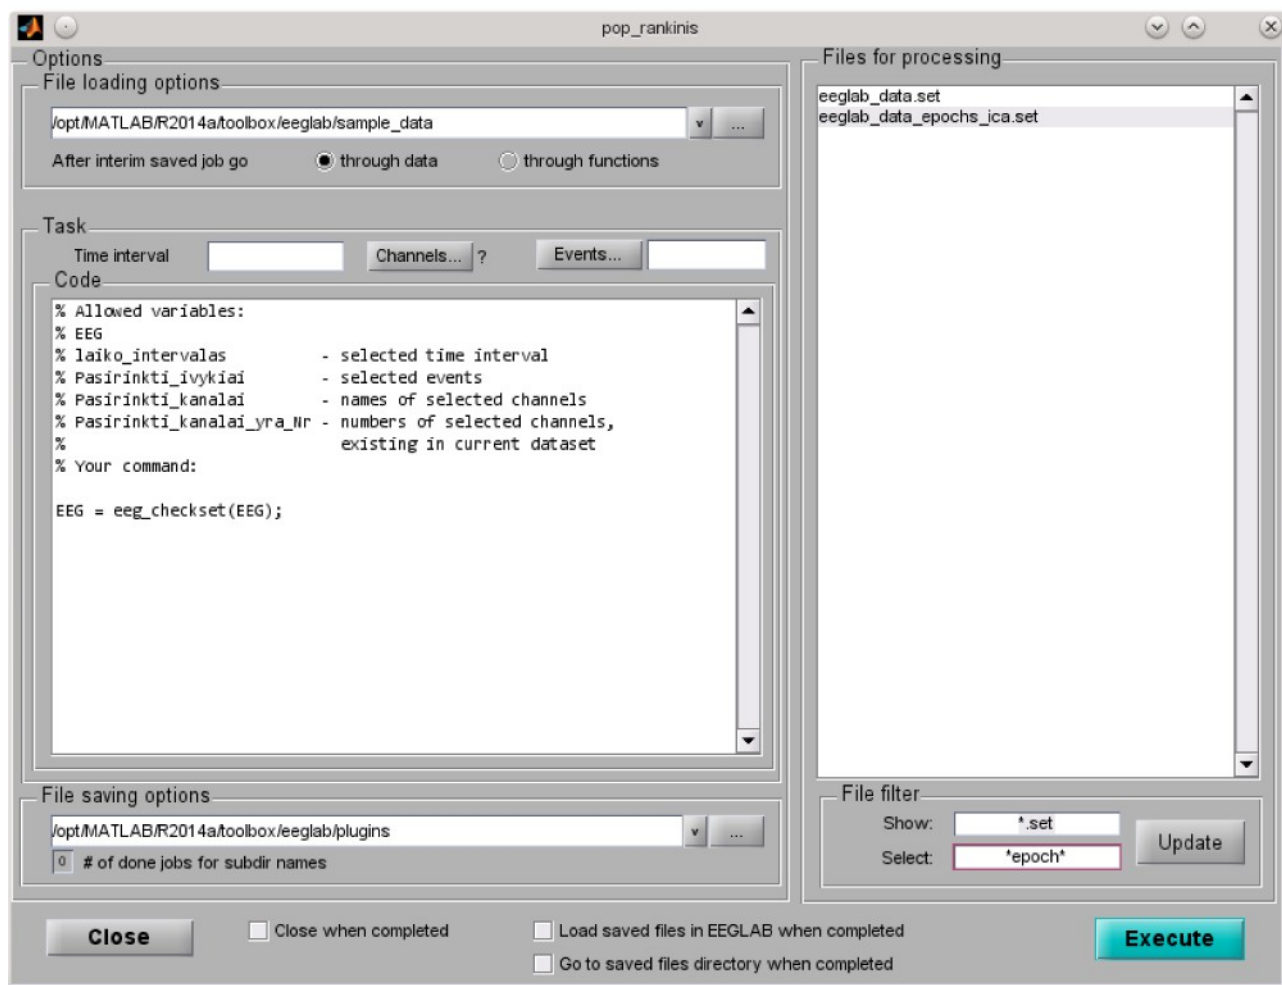 pop_rankinis
Options
File loading options
/opt/MATLAB/R2014a/toolbox/eeglab/sample_data
v
...
After interim saved job go
through data
through functions
Task
Time interval
Channels...
?
Events...
Code
% Allowed variables:
% EEG
% laiko_intervalas - selected time interval
% Pasirinkti_ivykiai - selected events
% Pasirinkti_kanalai - names of selected channels
% Pasirinkti_kanalai_yra_Nr - numbers of selected channels,
% existing in current dataset
% Your command:
EEG = eeg_checkset(EEG);
File saving options
/opt/MATLAB/R2014a/toolbox/eeglab/plugins
v
...
0 # of done jobs for subdir names
Files for processing
eeglab_data.set
eeglab_data_epochs_ica.set
File filter
Show: *.set
Select: *epoch*
Update
Close
Close when completed
Load saved files in EEGLAB when completed
Go to saved files directory when completed
Execute